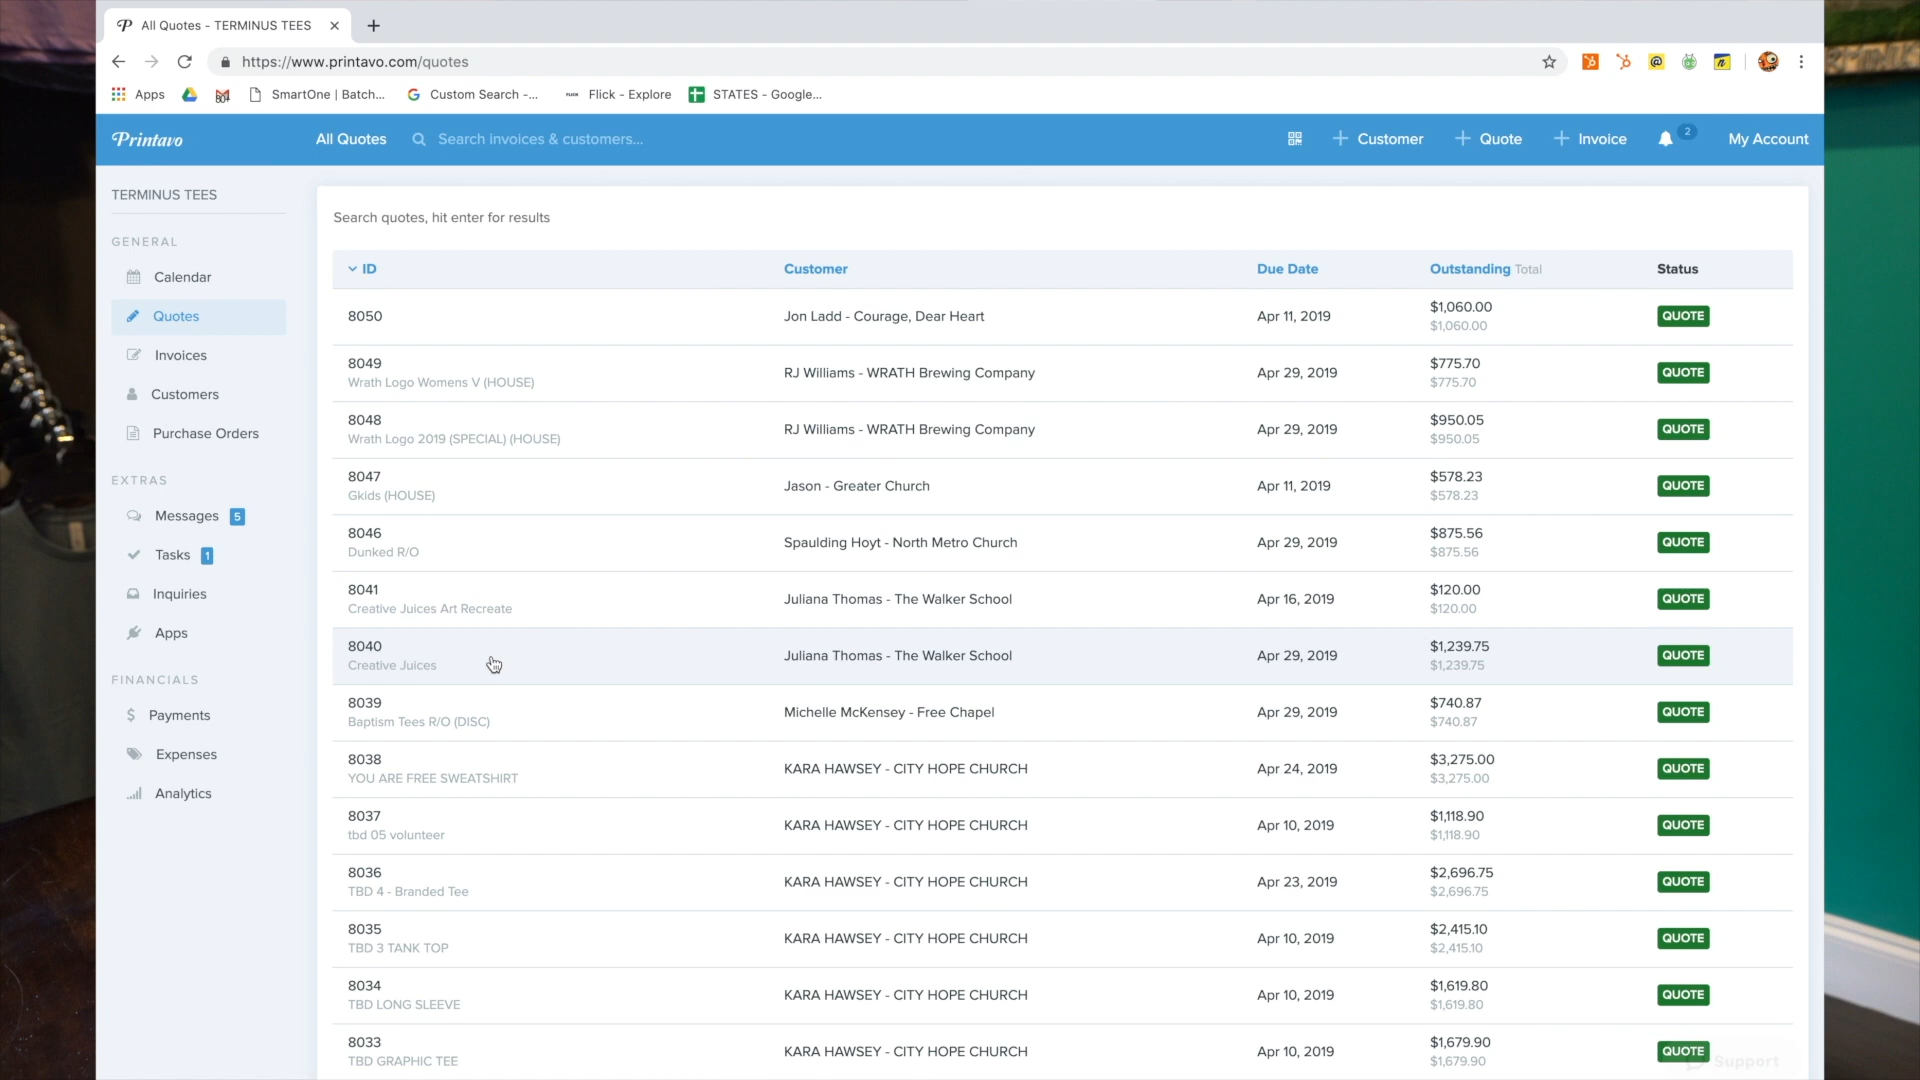 All Quotes - TERMINUS TEES
https://www.printavo.com/quotes
Apps
SmartOne | Batch...
Custom Search -...
Flick - Explore
STATES - Google...
Printavo
All Quotes
Search invoices & customers...
Customer
Quote
Invoice
2
My Account
TERMINUS TEES
GENERAL
Calendar
Quotes
Invoices
Customers
Purchase Orders
EXTRAS
Messages 5
Tasks 1
Inquiries
Apps
FINANCIALS
Payments
Expenses
Analytics
Search quotes, hit enter for results
ID Customer Due Date Outstanding Total Status
8050 Jon Ladd - Courage, Dear Heart Apr 11, 2019 $1,060.00 QUOTE
$1,060.00
8049 RJ Williams - WRATH Brewing Company Apr 29, 2019 $775.70 QUOTE
Wrath Logo Womens V (HOUSE) $775.70
8048 RJ Williams - WRATH Brewing Company Apr 29, 2019 $950.05 QUOTE
Wrath Logo 2019 (SPECIAL) (HOUSE) $950.05
8047 Jason - Greater Church Apr 11, 2019 $578.23 QUOTE
Gkids (HOUSE) $578.23
8046 Spaulding Hoyt - North Metro Church Apr 29, 2019 $875.56 QUOTE
Dunked R/O $875.56
8041 Juliana Thomas - The Walker School Apr 16, 2019 $120.00 QUOTE
Creative Juices Art Recreate $120.00
8040 Juliana Thomas - The Walker School Apr 29, 2019 $1,239.75 QUOTE
Creative Juices $1,239.75
8039 Michelle McKensey - Free Chapel Apr 29, 2019 $740.87 QUOTE
Baptism Tees R/O (DISC) $740.87
8038 KARA HAWSEY - CITY HOPE CHURCH Apr 24, 2019 $3,275.00 QUOTE
YOU ARE FREE SWEATSHIRT $3,275.00
8037 KARA HAWSEY - CITY HOPE CHURCH Apr 10, 2019 $1,118.90 QUOTE
tbd 05 volunteer $1,118.90
8036 KARA HAWSEY - CITY HOPE CHURCH Apr 23, 2019 $2,696.75 QUOTE
TBD 4 - Branded Tee $2,696.75
8035 KARA HAWSEY - CITY HOPE CHURCH Apr 10, 2019 $2,415.10 QUOTE
TBD 3 TANK TOP $2,415.10
8034 KARA HAWSEY - CITY HOPE CHURCH Apr 10, 2019 $1,619.80 QUOTE
TBD LONG SLEEVE $1,619.80
8033 KARA HAWSEY - CITY HOPE CHURCH Apr 10, 2019 $1,679.90 QUOTE
TBD GRAPHIC TEE $1,679.90
Support